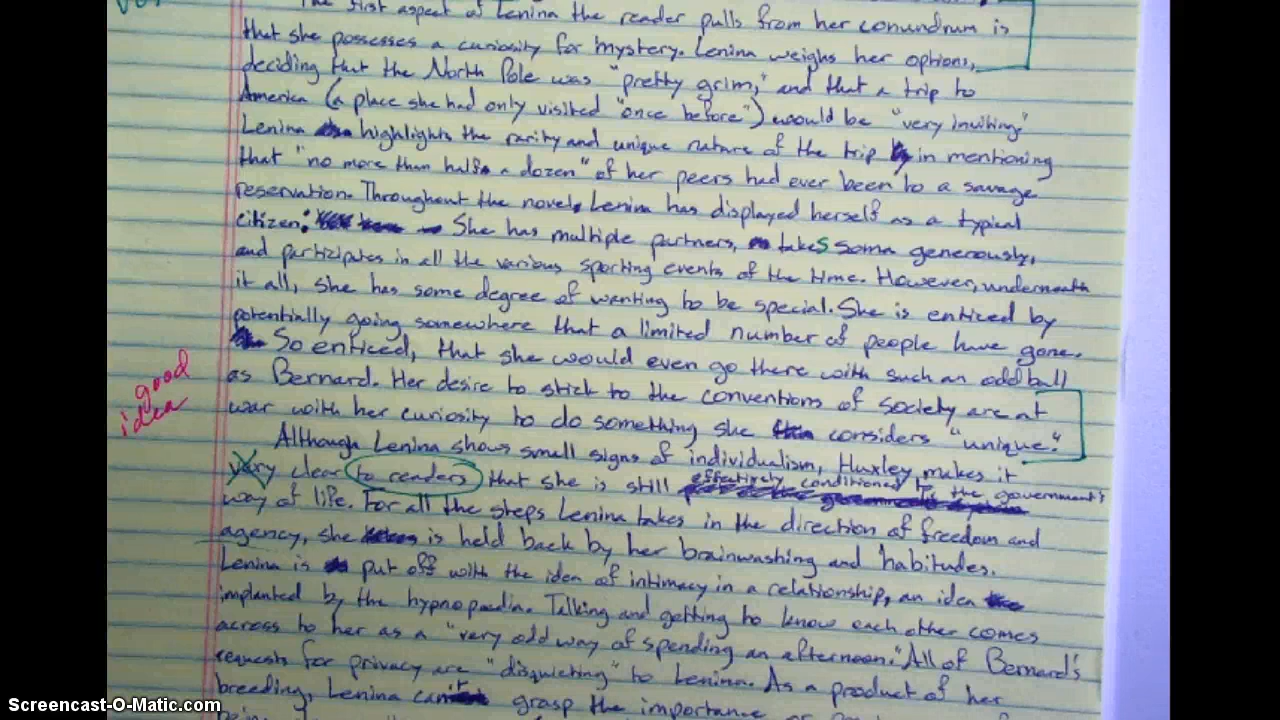 The first aspect of Lenina the reader pulls from her conundrum is
that she possesses a curiosity for mystery. Lenina weighs her options,
deciding that the North Pole was "pretty grim," and that a trip to
America (a place she had only visited "once before") would be "very inviting"
Lenina highlights the rarity and unique nature of the trip in mentioning
that "no more than half a dozen" of her peers had ever been to a savage
reservation. Throughout the novel, Lenina has displayed herself as a typical
citizen: She has multiple partners, takes soma generously,
and participates in all the various sporting events of the time. However, underneath
it all, she has some degree of wanting to be special. She is enticed by
potentially going somewhere that a limited number of people have gone.
So enticed, that she would even go there with such an odd ball
as Bernard. Her desire to stick to the conventions of society are at
war with her curiosity to do something she considers "unique."
good
idea
Although Lenina shows small signs of individualism, Huxley makes it
very clear to readers that she is still effectively conditioned to the government's
way of life. For all the steps Lenina takes in the direction of freedom and
agency, she is held back by her brainwashing and habitudes.
Lenina is put off with the idea of intimacy in a relationship, an idea
implanted by the hypnopaedia. Talking and getting to know each other comes
across to her as a "very odd way of spending an afternoon." All of Bernard's
requests for privacy are "disquieting" to Lenina. As a product of her
breeding, Lenina can't grasp the importance
Screencast-O-Matic.com